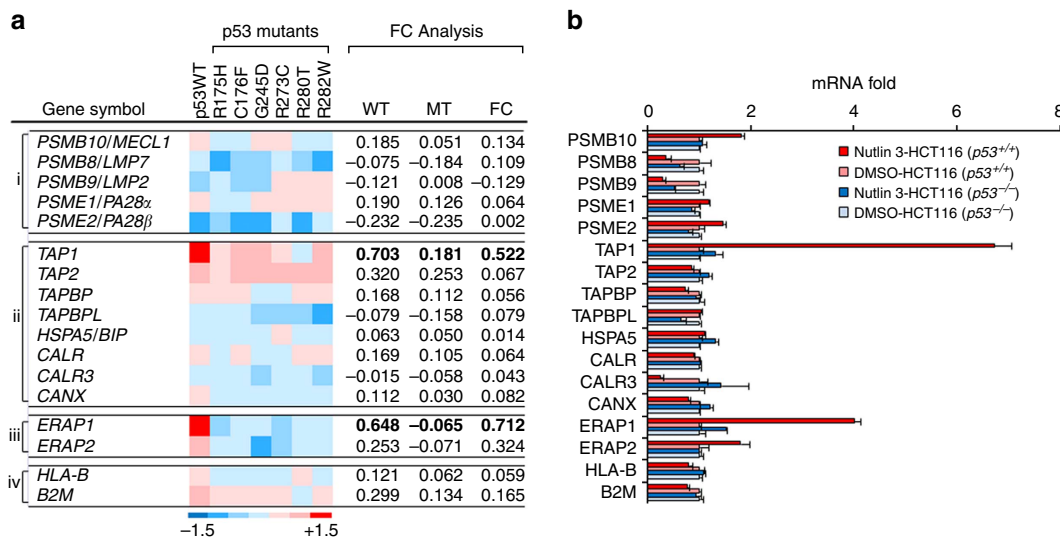 a
p53 mutants
FC Analysis
Gene symbol p53WT R175H C176F G245D R273C R280T R282W WT MT FC
i
PSMB10/MECL1 0.185 0.051 0.134
PSMB8/LMP7 −0.075 −0.184 0.109
PSMB9/LMP2 −0.121 0.008 −0.129
PSME1/PA28α 0.190 0.126 0.064
PSME2/PA28β −0.232 −0.235 0.002
ii
TAP1 0.703 0.181 0.522
TAP2 0.320 0.253 0.067
TAPBP 0.168 0.112 0.056
TAPBPL −0.079 −0.158 0.079
HSPA5/BIP 0.063 0.050 0.014
CALR 0.169 0.105 0.064
CALR3 −0.015 −0.058 0.043
CANX 0.112 0.030 0.082
iii
ERAP1 0.648 −0.065 0.712
ERAP2 0.253 −0.071 0.324
iv
HLA-B 0.121 0.062 0.059
B2M 0.299 0.134 0.165
−1.5 +1.5
b
mRNA fold
0 2 4 6 8
PSMB10
PSMB8
PSMB9
PSME1
PSME2
TAP1
TAP2
TAPBP
TAPBPL
HSPA5
CALR
CALR3
CANX
ERAP1
ERAP2
HLA-B
B2M
Nutlin 3-HCT116 (p53+/+)
DMSO-HCT116 (p53+/+)
Nutlin 3-HCT116 (p53−/−)
DMSO-HCT116 (p53−/−)